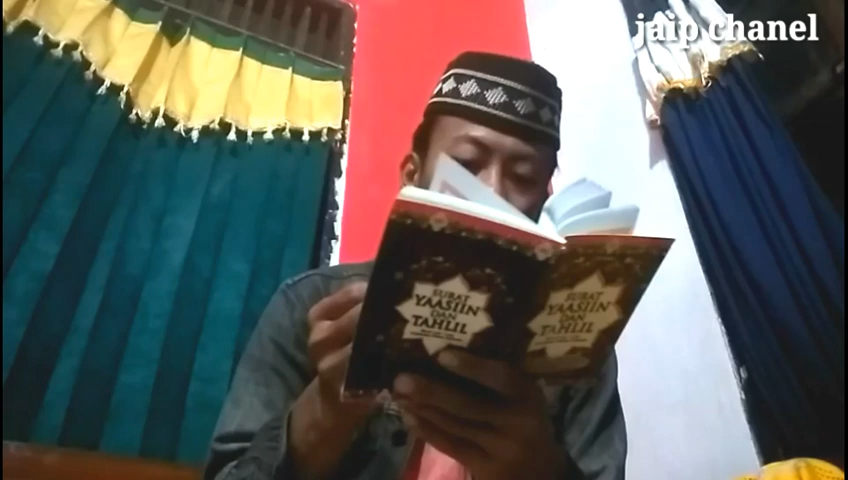 jaip chanel
SURAT
YAASIIN
DAN
TAHLIL
SURAT
YAASIIN
DAN
TAHLIL